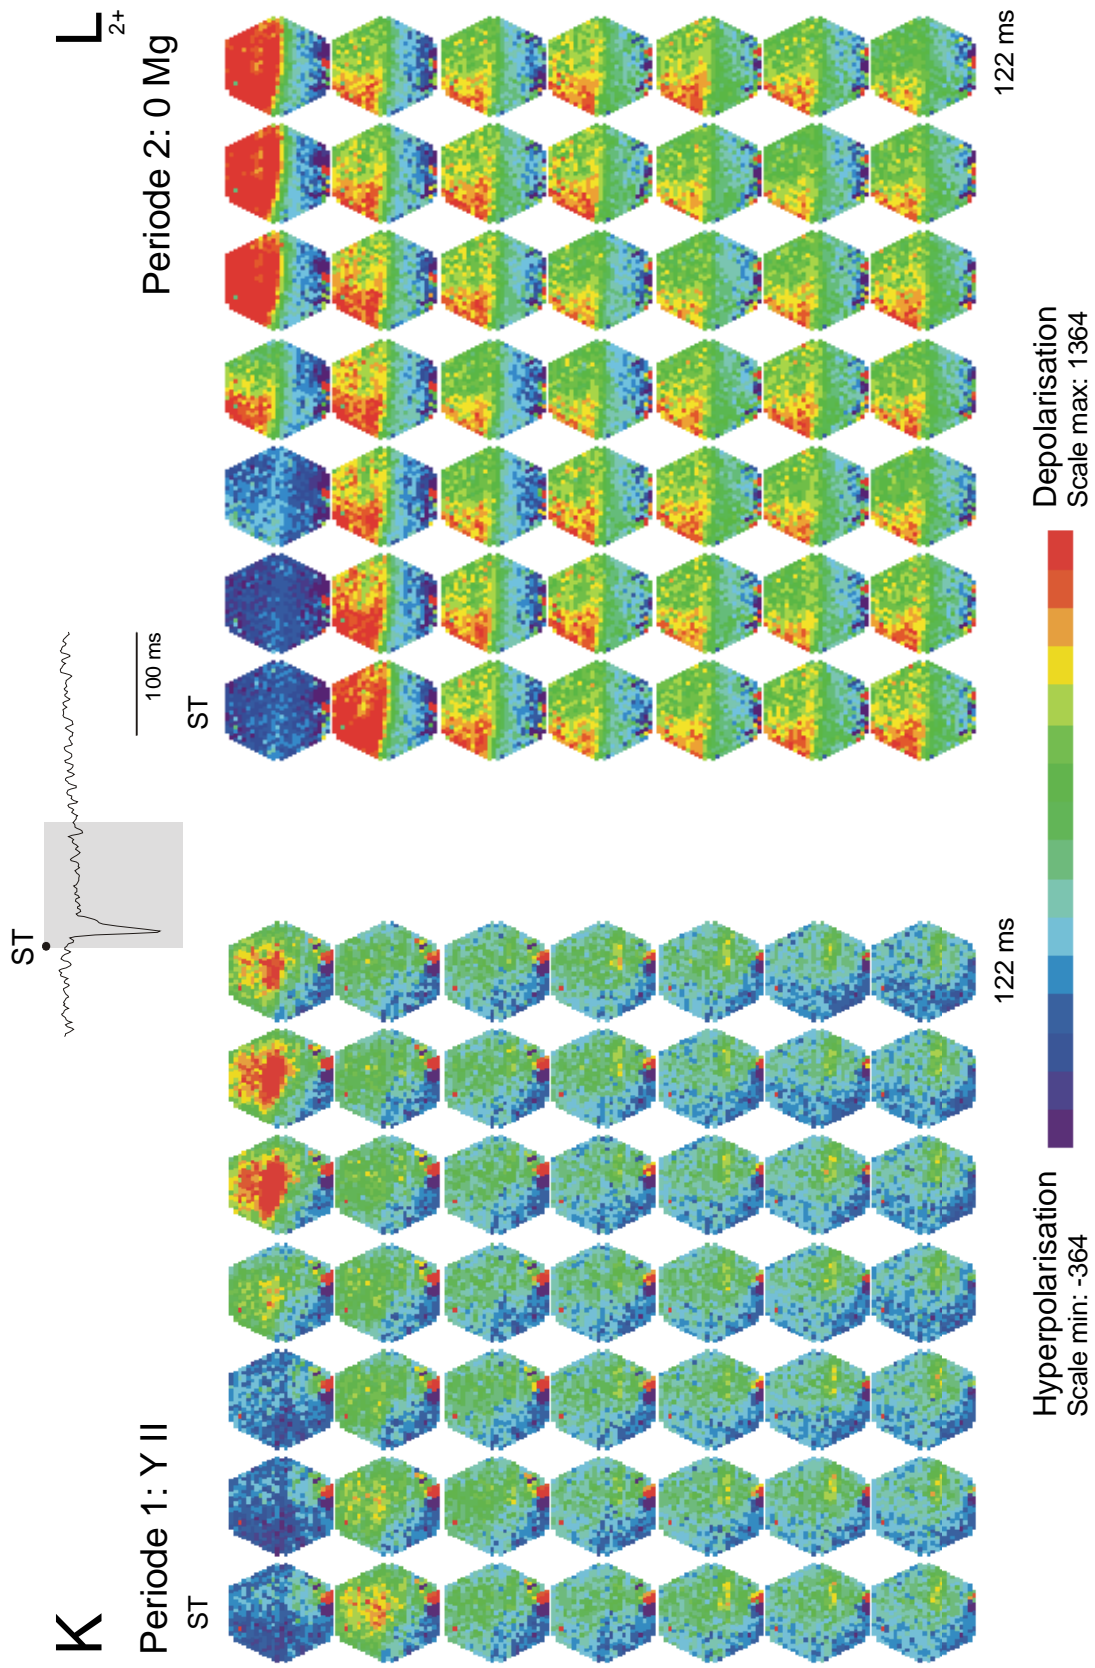 K
Periode 1: Y II
ST
122 ms
ST
100 ms
L
Periode 2: 0 Mg2+
ST
122 ms
Hyperpolarisation
Scale min: -364
Depolarisation
Scale max: 1364